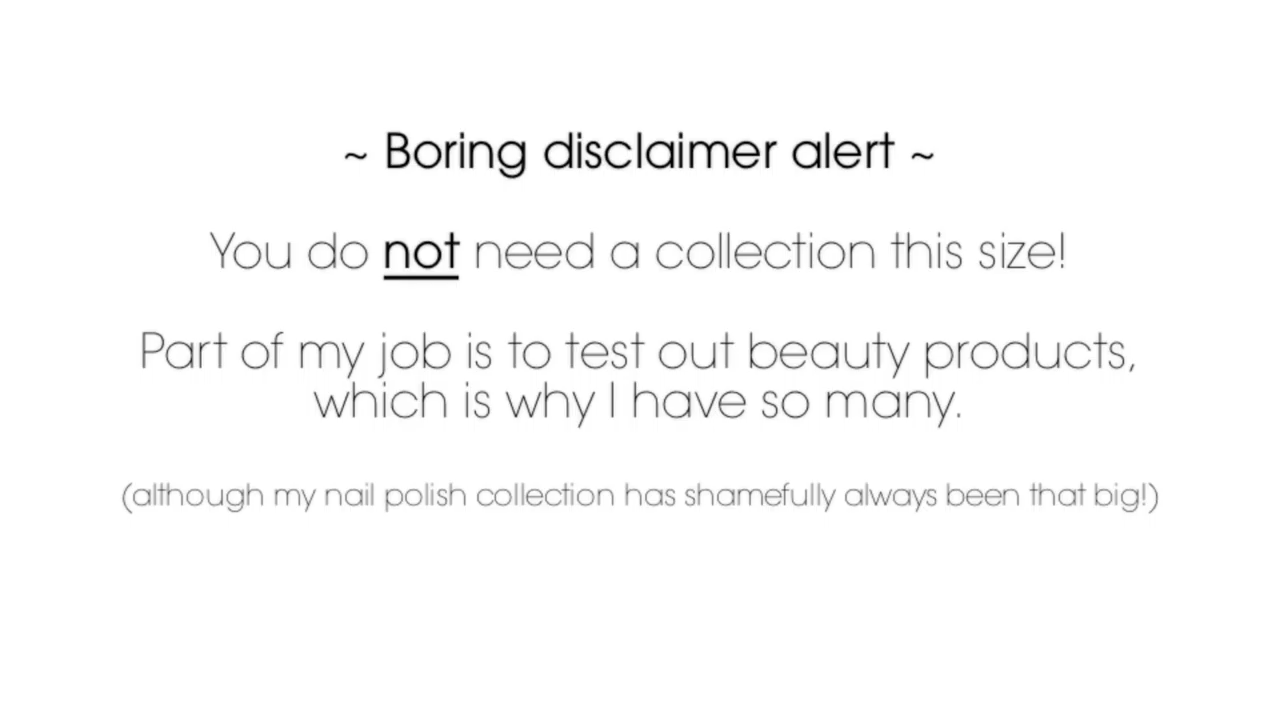 ~ Boring disclaimer alert ~
You do not need a collection this size!
Part of my job is to test out beauty products,
which is why I have so many.
(although my nail polish collection has shamefully always been that big!)